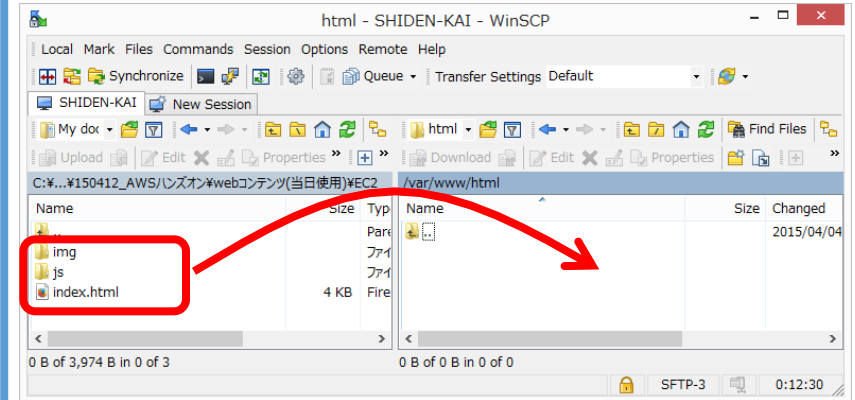 html - SHIDEN-KAI - WinSCP
Local Mark Files Commands Session Options Remote Help
Synchronize Queue Transfer Settings Default
SHIDEN-KAI New Session
My doc html Find Files
Upload Edit Properties Download Edit Properties
C:¥...¥150412_AWSハンズオン¥webコンテンツ(当日使用)¥EC2 /var/www/html
Name Size Typ Name Size Changed
.. Pare .. 2015/04/04
img ファイ
js ファイ
index.html 4 KB Fire
0 B of 3,974 B in 0 of 3 0 B of 0 B in 0 of 0
SFTP-3 0:12:30